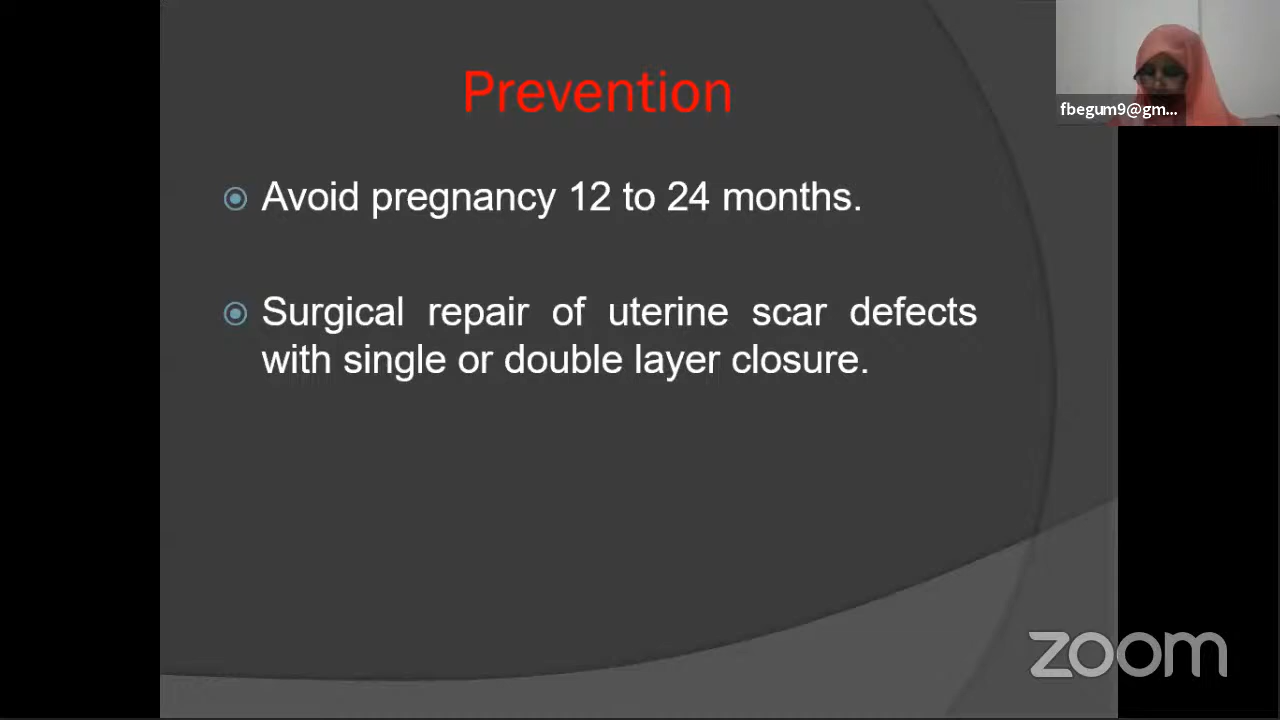 Prevention
fbegum9@gm...
Avoid pregnancy 12 to 24 months.
Surgical repair of uterine scar defects
with single or double layer closure.
zoom